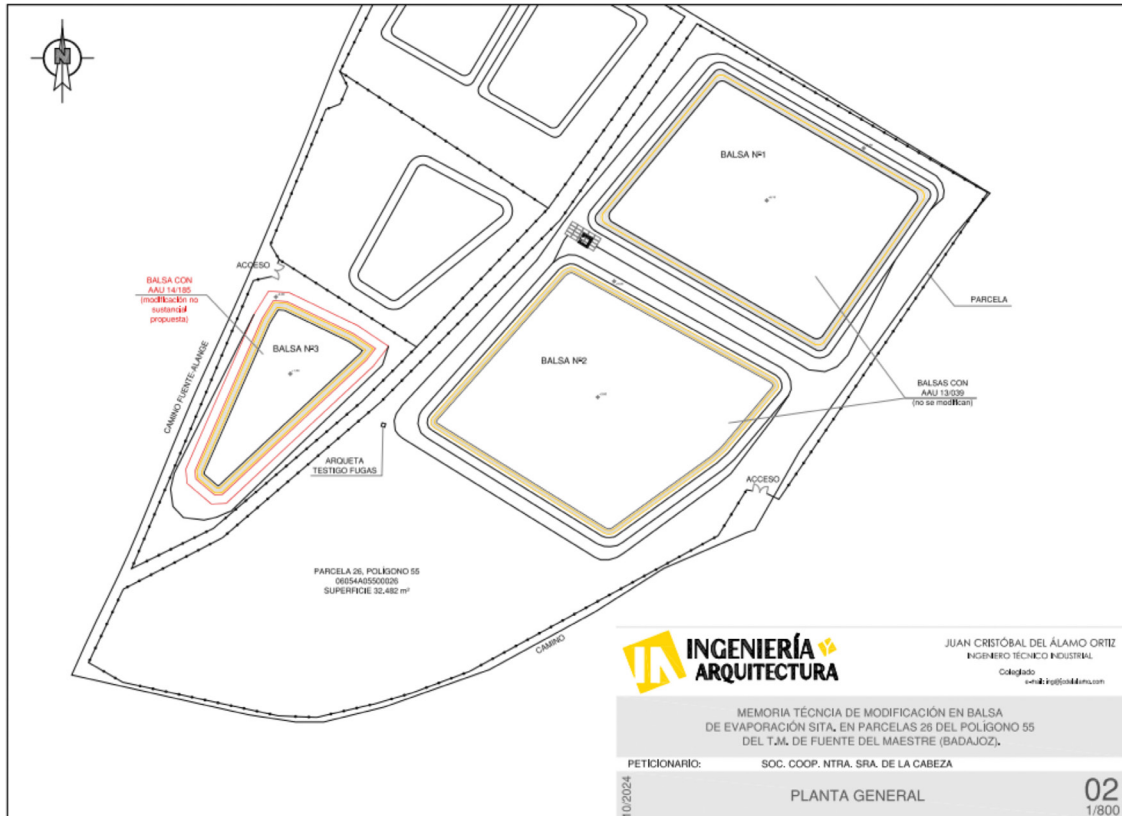 N
BALSA Nº1
ACCESO
BALSA CON
AAU 14/185
(modificación no
sustancial
propuesta)
PARCELA
BALSA Nº3
BALSA Nº2
CAMINO FUENTE-ALANGE
BALSAS CON
AAU 13/039
(no se modifican)
ARQUETA
TESTIGO FUGAS
ACCESO
PARCELA 26, POLÍGONO 55
06054A05500026
SUPERFICIE 32.482 m²
CAMINO
JA INGENIERÍA Y
ARQUITECTURA
JUAN CRISTÓBAL DEL ÁLAMO ORTIZ
INGENIERO TÉCNICO INDUSTRIAL
Colegiado
MEMORIA TÉCNCIA DE MODIFICACIÓN EN BALSA
DE EVAPORACIÓN SITA, EN PARCELAS 26 DEL POLÍGONO 55
DEL T.M. DE FUENTE DEL MAESTRE (BADAJOZ).
PETICIONARIO: SOC. COOP. NTRA. SRA. DE LA CABEZA
10/2024
PLANTA GENERAL
02
1/800